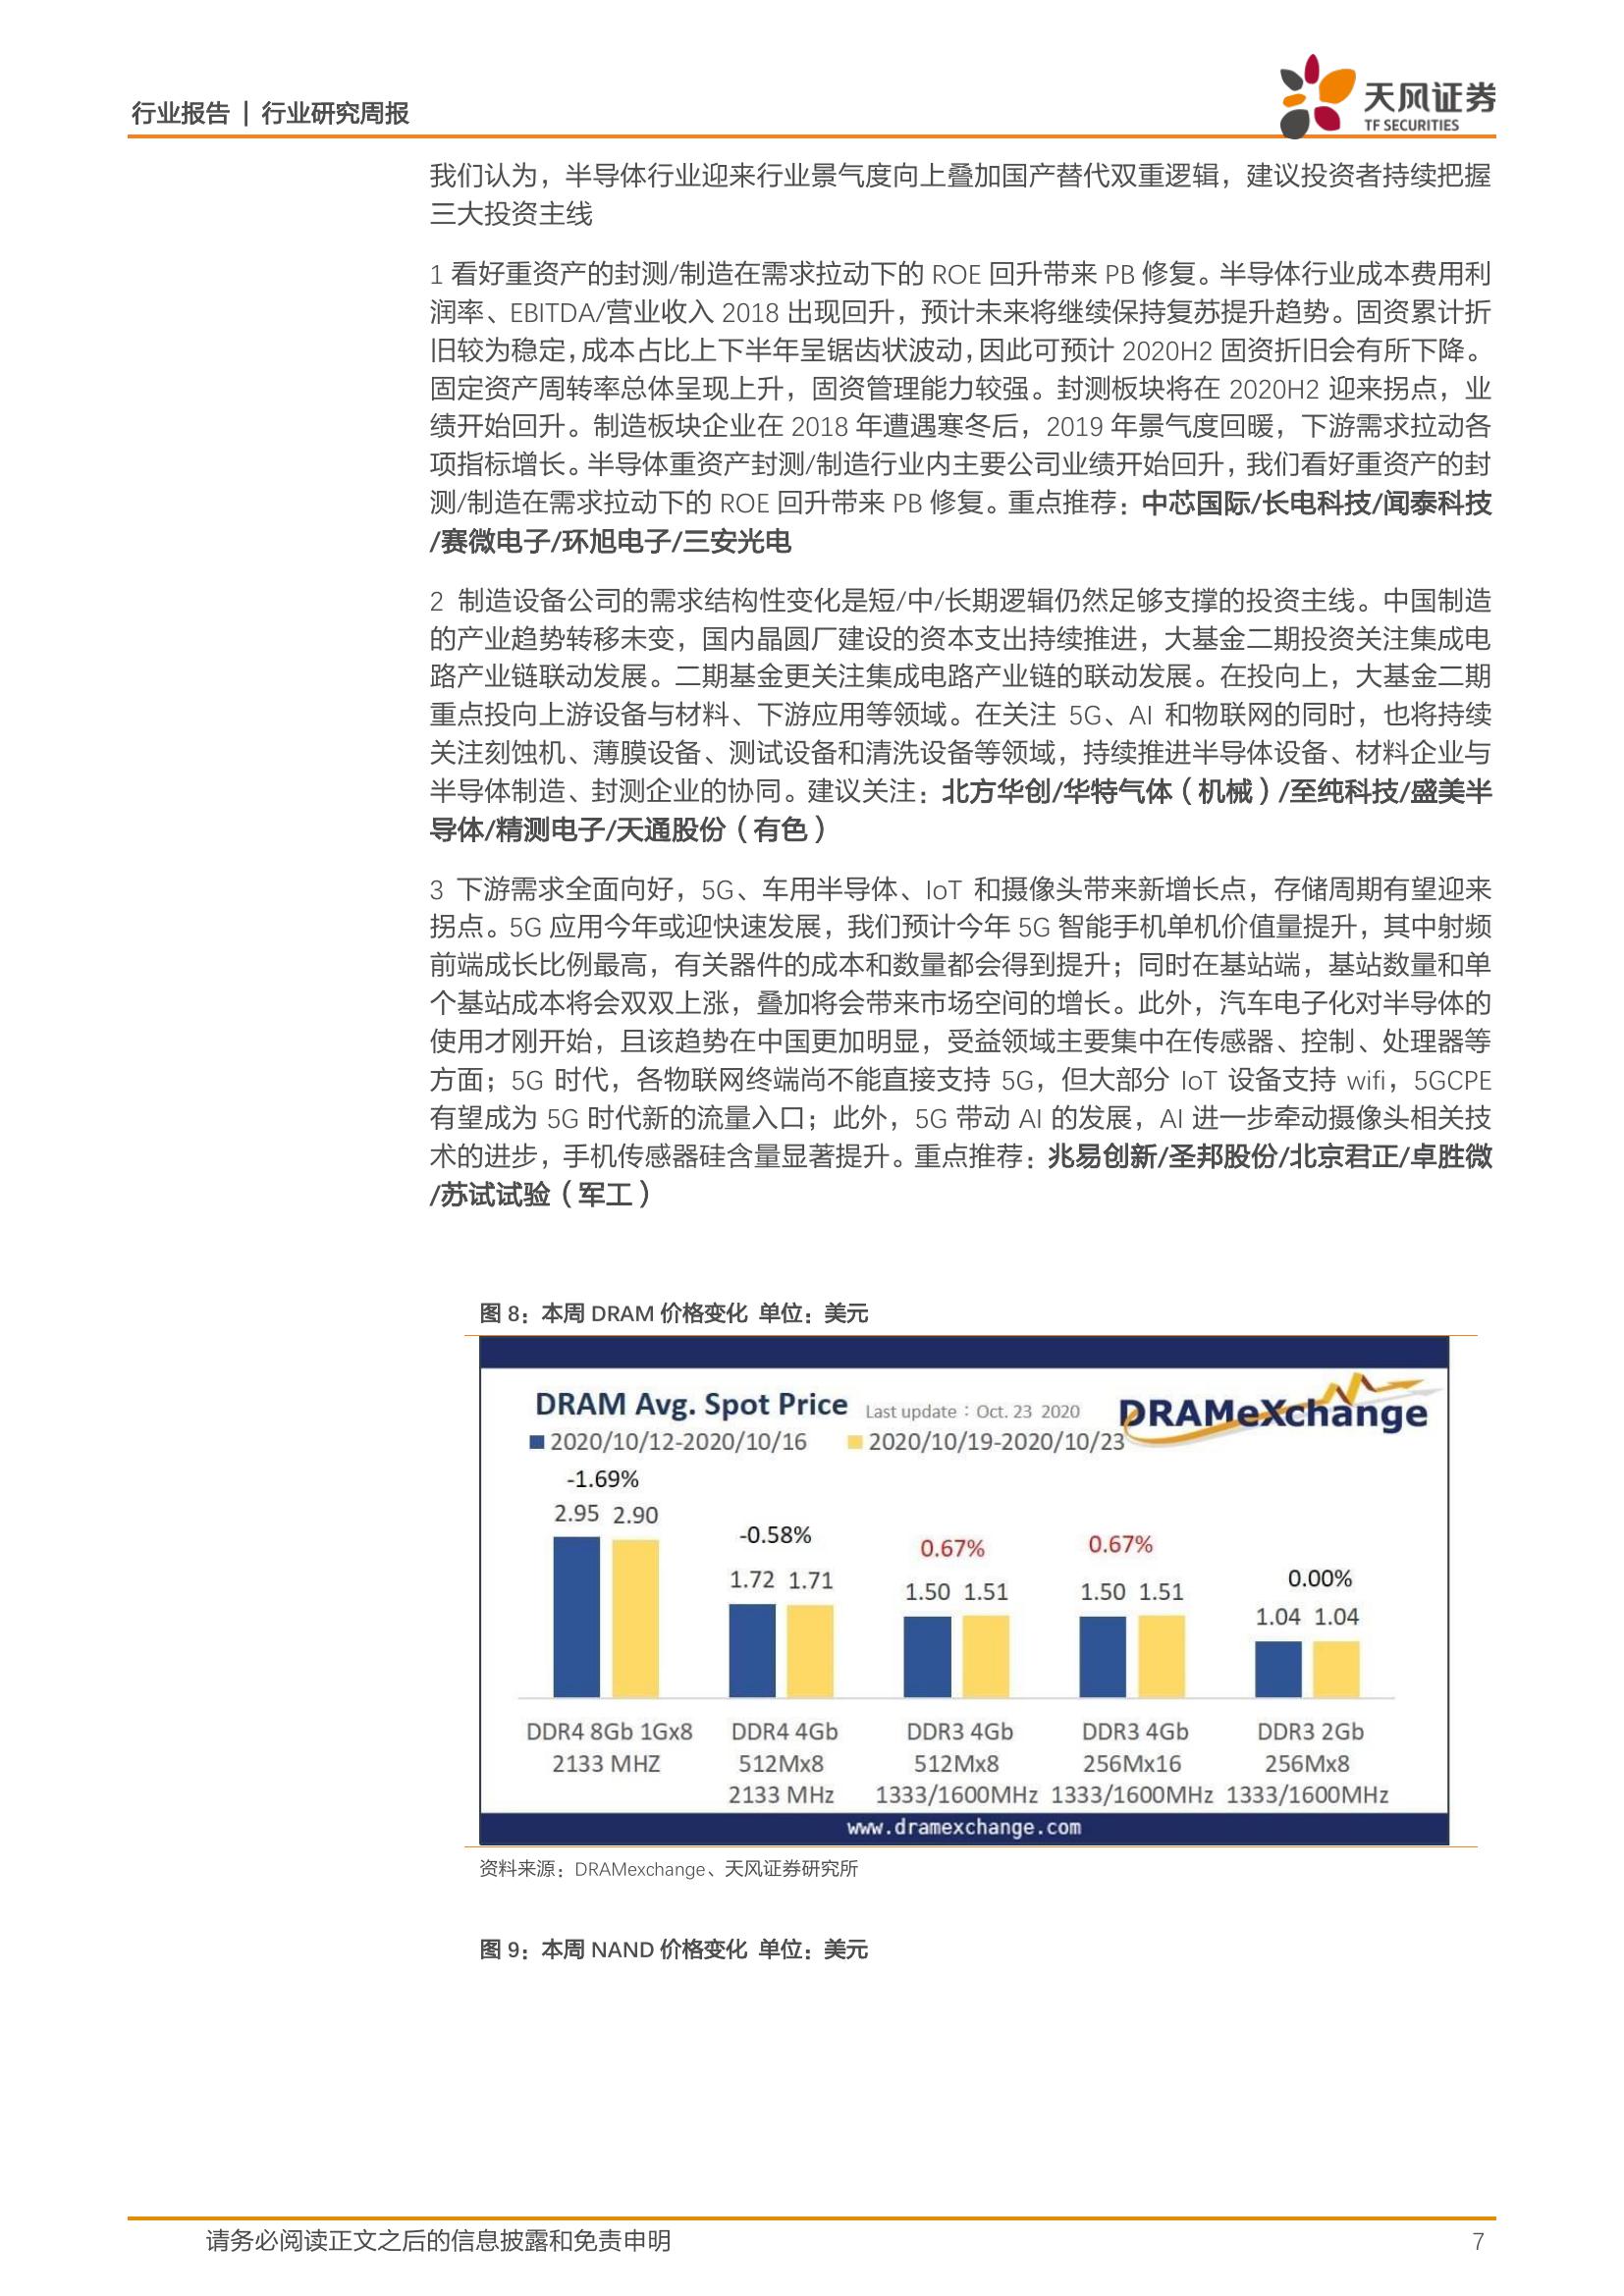 行业报告 | 行业研究周报
天风证券
TF SECURITIES
我们认为，半导体行业迎来行业景气度向上叠加国产替代双重逻辑，建议投资者持续把握
三大投资主线
1 看好重资产的封测/制造在需求拉动下的 ROE 回升带来 PB 修复。半导体行业成本费用利
润率、EBITDA/营业收入 2018 出现回升，预计未来将继续保持复苏提升趋势。固资累计折
旧较为稳定，成本占比上下半年呈锯齿状波动，因此可预计 2020H2 固资折旧会有所下降。
固定资产周转率总体呈现上升，固资管理能力较强。封测板块将在 2020H2 迎来拐点，业
绩开始回升。制造板块企业在 2018 年遭遇寒冬后，2019 年景气度回暖，下游需求拉动各
项指标增长。半导体重资产封测/制造行业内主要公司业绩开始回升，我们看好重资产的封
测/制造在需求拉动下的 ROE 回升带来 PB 修复。重点推荐：中芯国际/长电科技/闻泰科技
/赛微电子/环旭电子/三安光电
2 制造设备公司的需求结构性变化是短/中/长期逻辑仍然足够支撑的投资主线。中国制造
的产业趋势转移未变，国内晶圆厂建设的资本支出持续推进，大基金二期投资关注集成电
路产业链联动发展。二期基金更关注集成电路产业链的联动发展。在投向上，大基金二期
重点投向上游设备与材料、下游应用等领域。在关注 5G、AI 和物联网的同时，也将持续
关注刻蚀机、薄膜设备、测试设备和清洗设备等领域，持续推进半导体设备、材料企业与
半导体制造、封测企业的协同。建议关注：北方华创/华特气体（机械）/至纯科技/盛美半
导体/精测电子/天通股份（有色）
3 下游需求全面向好，5G、车用半导体、IoT 和摄像头带来新增长点，存储周期有望迎来
拐点。5G 应用今年或迎快速发展，我们预计今年 5G 智能手机单机价值量提升，其中射频
前端成长比例最高，有关器件的成本和数量都会得到提升；同时在基站端，基站数量和单
个基站成本将会双双上涨，叠加将会带来市场空间的增长。此外，汽车电子化对半导体的
使用才刚开始，且该趋势在中国更加明显，受益领域主要集中在传感器、控制、处理器等
方面；5G 时代，各物联网终端尚不能直接支持 5G，但大部分 IoT 设备支持 wifi，5GCPE
有望成为 5G 时代新的流量入口；此外，5G 带动 AI 的发展，AI 进一步牵动摄像头相关技
术的进步，手机传感器硅含量显著提升。重点推荐：兆易创新/圣邦股份/北京君正/卓胜微
/苏试试验（军工）
图 8：本周 DRAM 价格变化 单位：美元
DRAM Avg. Spot Price Last update：Oct. 23 2020 DRAMeXchange
2020/10/12-2020/10/16 2020/10/19-2020/10/23
-1.69%
2.95 2.90
-0.58%
1.72 1.71
0.67%
1.50 1.51
0.67%
1.50 1.51
0.00%
1.04 1.04
DDR4 8Gb 1Gx8 DDR4 4Gb DDR3 4Gb DDR3 4Gb DDR3 2Gb
2133 MHZ 512Mx8 512Mx8 256Mx16 256Mx8
2133 MHz 1333/1600MHz 1333/1600MHz 1333/1600MHz
www.dramexchange.com
资料来源：DRAMexchange、天风证券研究所
图 9：本周 NAND 价格变化 单位：美元
请务必阅读正文之后的信息披露和免责申明 7